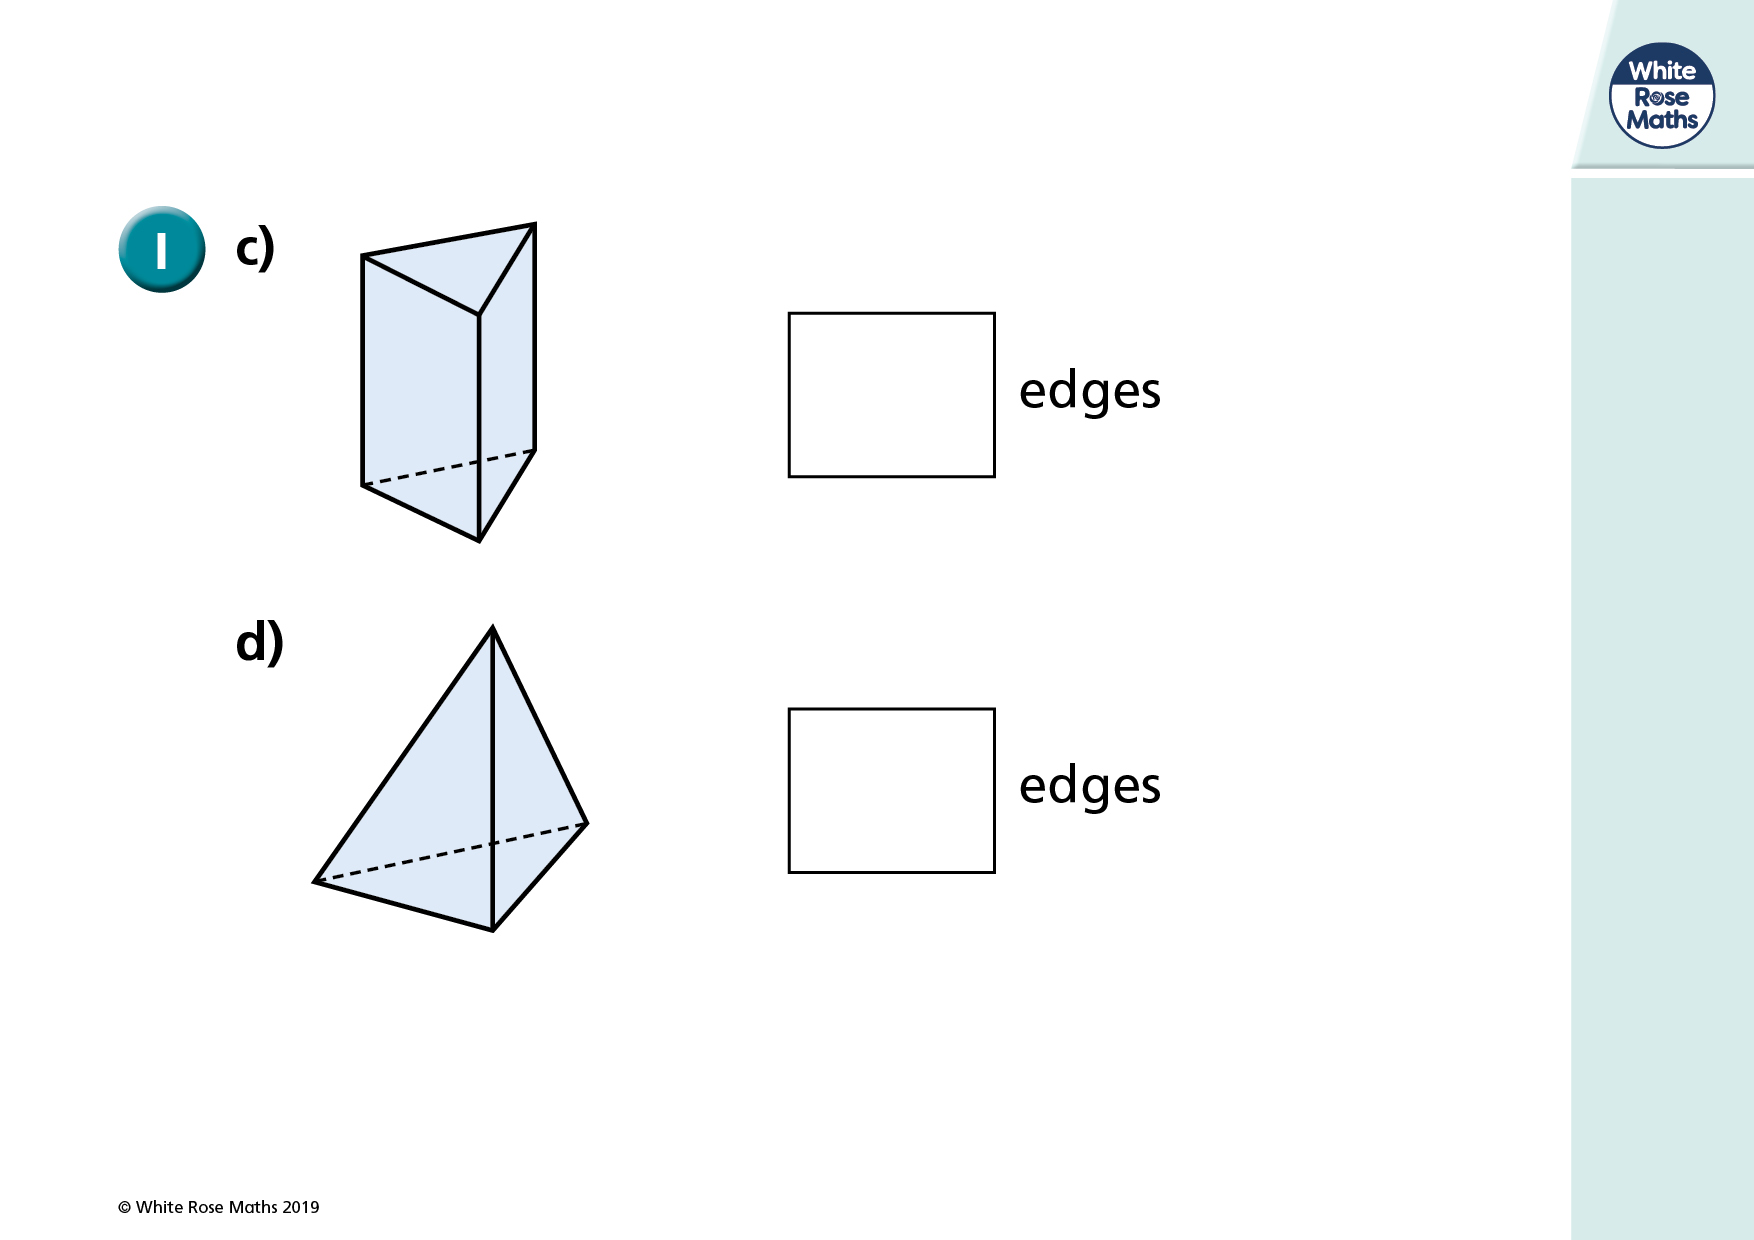 White
Rose
Maths
1 c)
edges
d)
edges
© White Rose Maths 2019